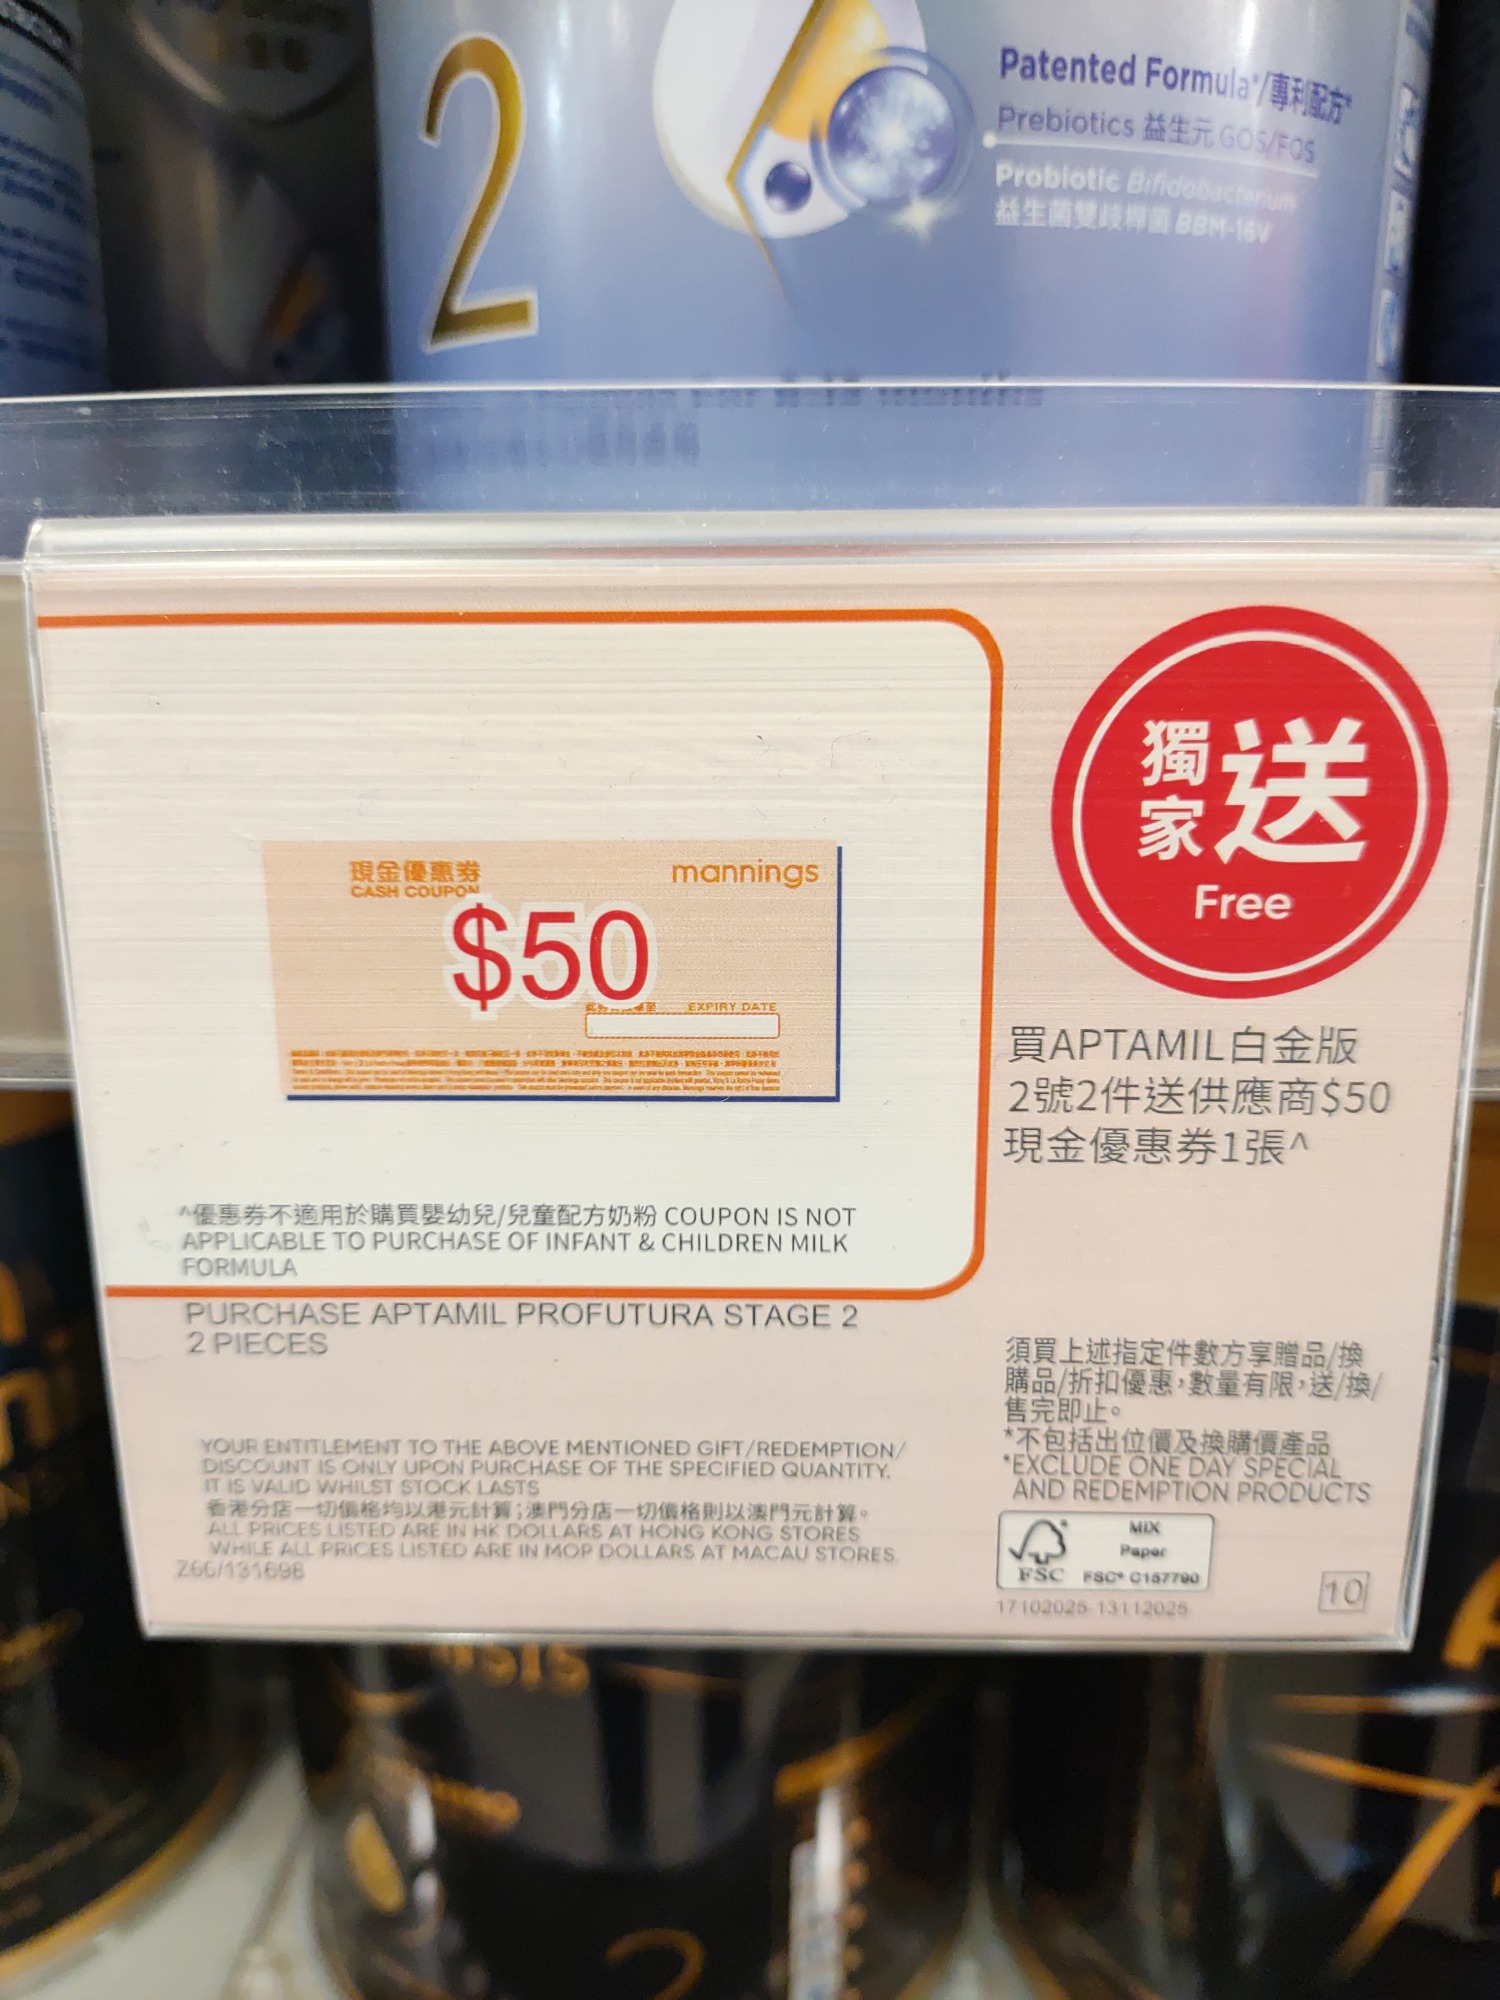 2
Patented Formula*/專利配方*
Prebiotics 益生元 GOS/FOS
Probiotic Bifidobacterium
益生菌雙歧桿菌 BBM-16V
獨家送
Free
現金優惠券
CASH COUPON
mannings
$50
EXPIRY DATE
買APTAMIL白金版
2號2件送供應商$50
現金優惠券1張^
^優惠券不適用於購買嬰幼兒/兒童配方奶粉 COUPON IS NOT
APPLICABLE TO PURCHASE OF INFANT & CHILDREN MILK
FORMULA
PURCHASE APTAMIL PROFUTURA STAGE 2
2 PIECES
須買上述指定件數方享贈品/換
購品/折扣優惠，數量有限，送/換/
售完即止。
*不包括出位價及換購價產品
*EXCLUDE ONE DAY SPECIAL
AND REDEMPTION PRODUCTS
YOUR ENTITLEMENT TO THE ABOVE MENTIONED GIFT/REDEMPTION/
DISCOUNT IS ONLY UPON PURCHASE OF THE SPECIFIED QUANTITY.
IT IS VALID WHILST STOCK LASTS
香港分店一切價格均以港元計算；澳門分店一切價格則以澳門元計算。
ALL PRICES LISTED ARE IN HK DOLLARS AT HONG KONG STORES
WHILE ALL PRICES LISTED ARE IN MOP DOLLARS AT MACAU STORES.
Z66/131698
FSC
MIX
Paper
FSC® C157790
17102025-13112025
10